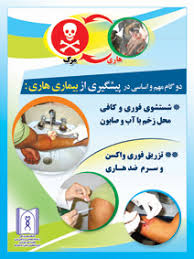 هاری
مرگ
دو گام مهم و اساسی در پیشگیری از بیماری هاری :
شستشوی فوری و کافی
محل زخم با آب و صابون
تزریق فوری واکسن
و سرم ضد هاری